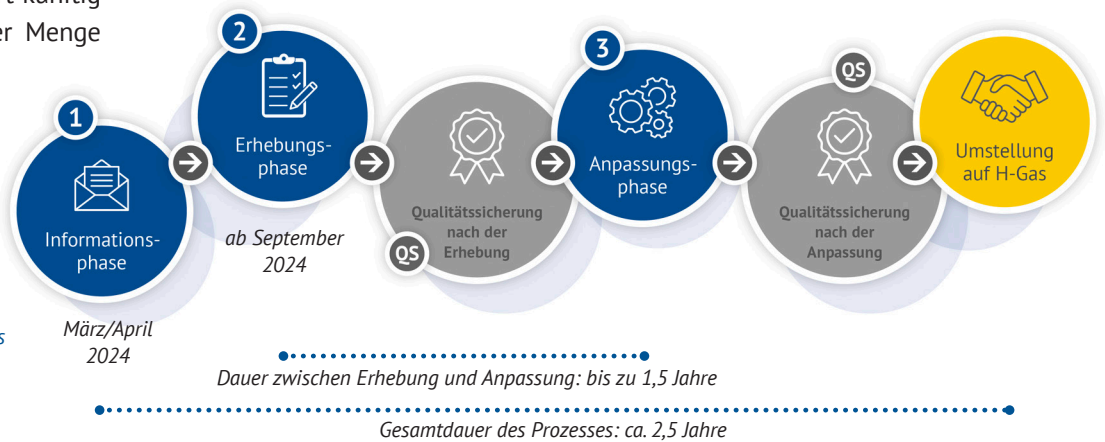 künftig
er Menge
1
Informations-
phase
März/April
2024
2
Erhebungs-
phase
ab September
2024
Qualitätssicherung
nach der
Erhebung
QS
3
Anpassungs-
phase
QS
Qualitätssicherung
nach der
Anpassung
Umstellung
auf H-Gas
Dauer zwischen Erhebung und Anpassung: bis zu 1,5 Jahre
Gesamtdauer des Prozesses: ca. 2,5 Jahre